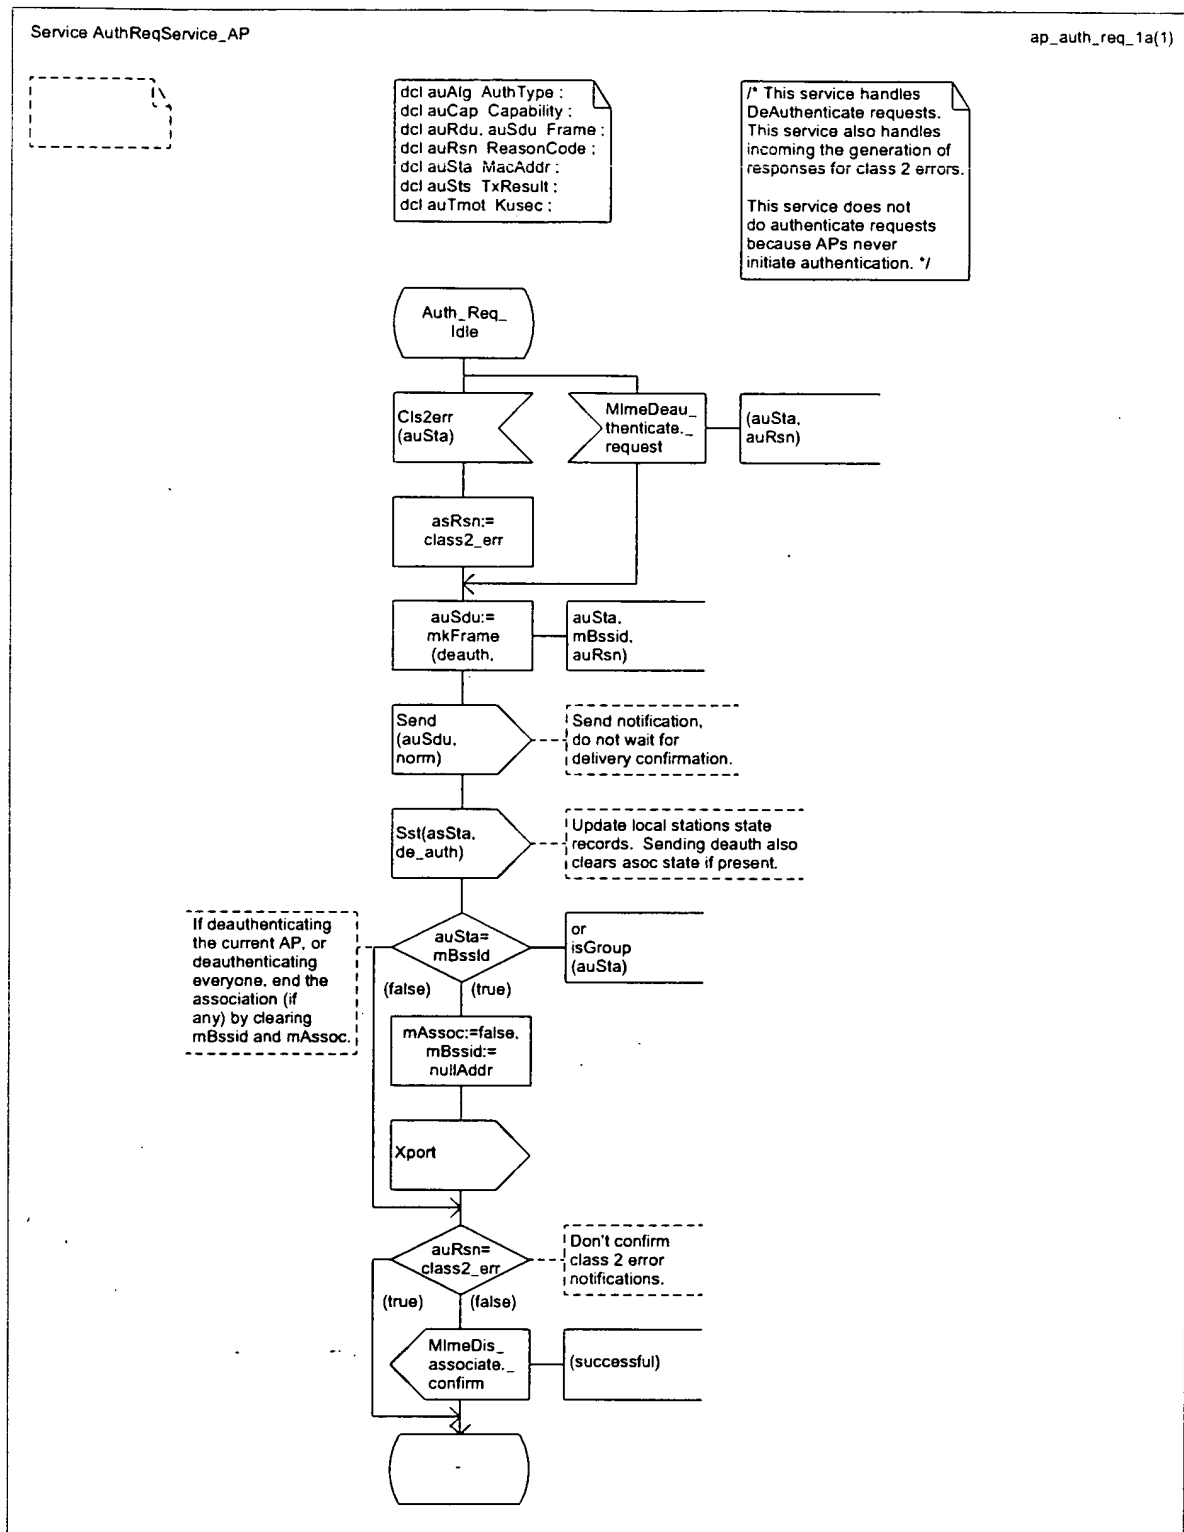 Service AuthReqService_AP
ap_auth_req_1a(1)
dcl auAlg AuthType ;
dcl auCap Capability ;
dcl auRdu, auSdu Frame ;
dcl auRsn ReasonCode ;
dcl auSta MacAddr ;
dcl auSts TxResult ;
dcl auTmot Kusec ;
/* This service handles
DeAuthenticate requests.
This service also handles
incoming the generation of
responses for class 2 errors.
This service does not
do authenticate requests
because APs never
initiate authentication. */
Auth_Req_
Idle
Cls2err
(auSta)
MlmeDeau_
thenticate._
request
(auSta,
auRsn)
asRsn:=
class2_err
auSdu:=
mkFrame
(deauth,
auSta,
mBssid,
auRsn)
Send
(auSdu,
norm)
Send notification,
do not wait for
delivery confirmation.
Sst(asSta,
de_auth)
Update local stations state
records. Sending deauth also
clears asoc state if present.
If deauthenticating
the current AP, or
deauthenticating
everyone, end the
association (if
any) by clearing
mBssid and mAssoc.
auSta=
mBssId
or
isGroup
(auSta)
(false)
(true)
mAssoc:=false,
mBssid:=
nullAddr
Xport
auRsn=
class2_err
Don't confirm
class 2 error
notifications.
(true)
(false)
MlmeDis_
associate._
confirm
(successful)
-